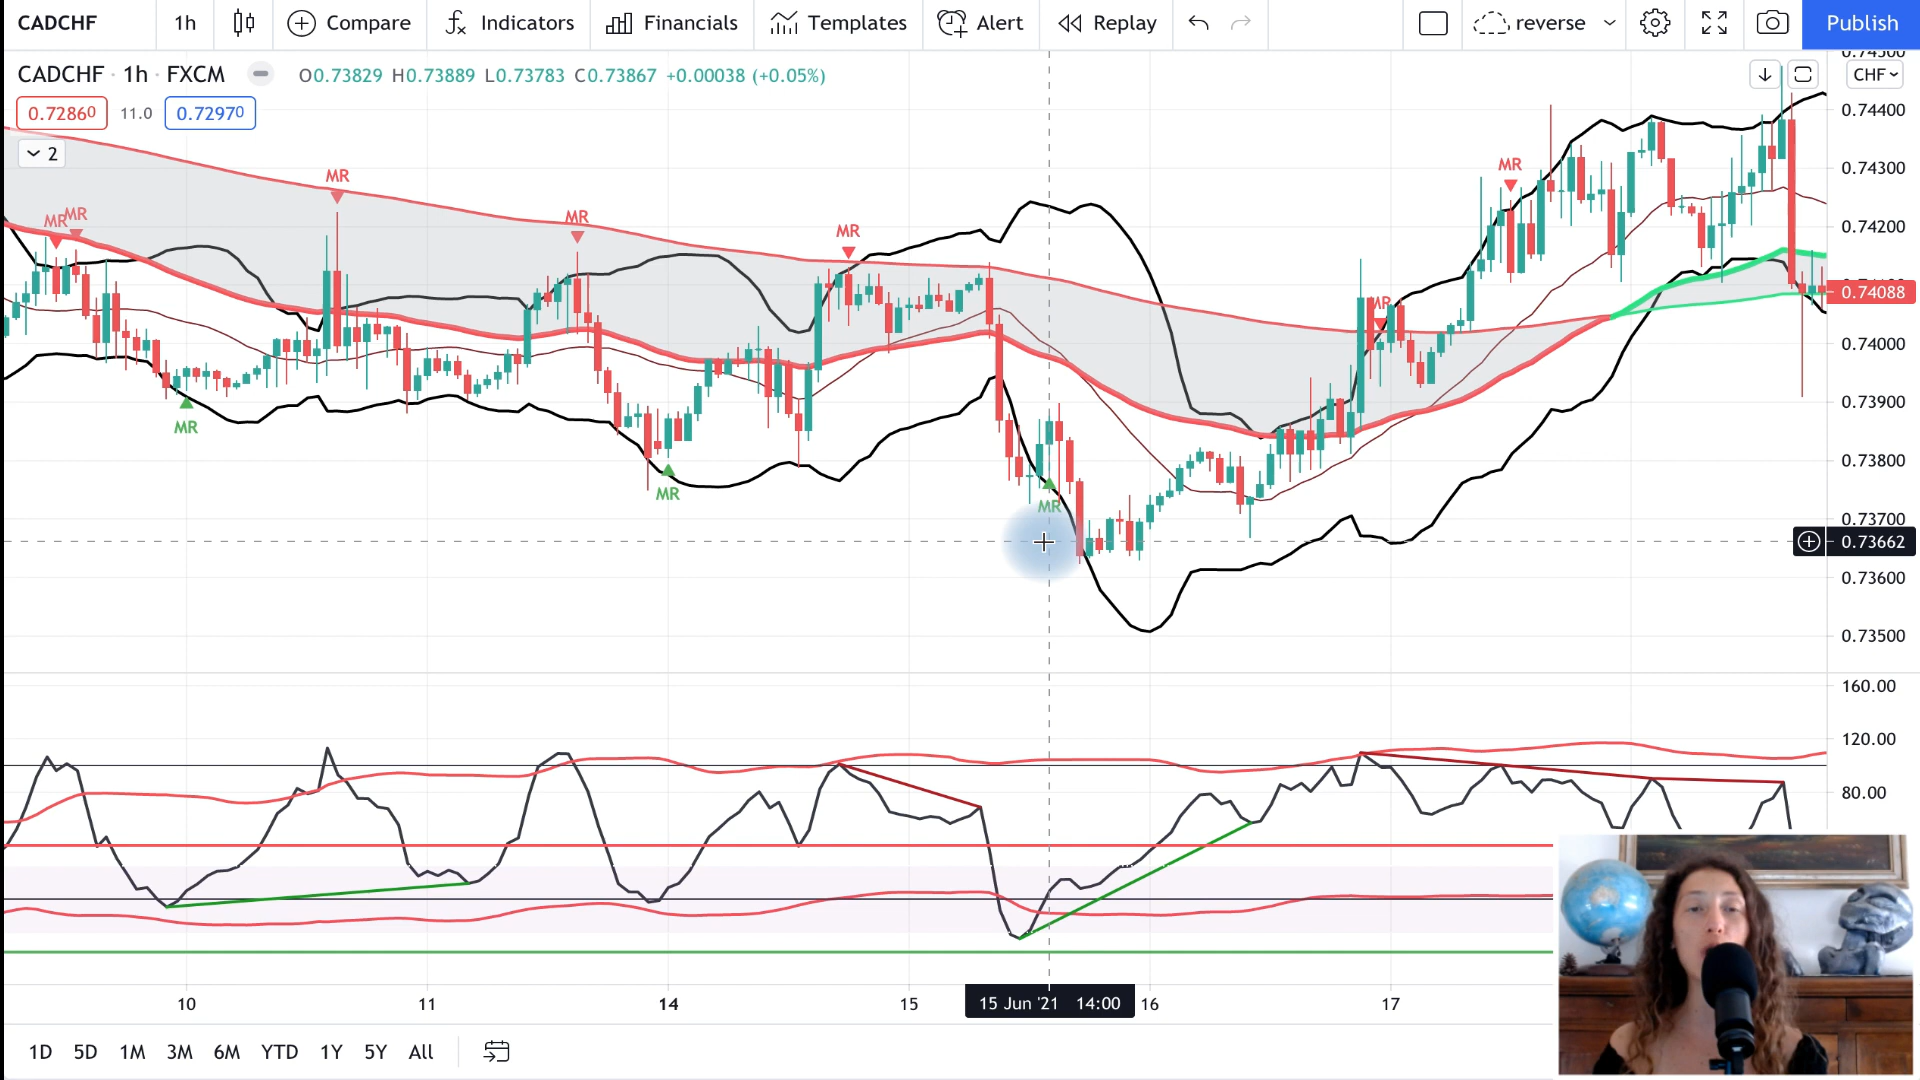 CADCHF 1h Compare Indicators Financials Templates Alert Replay reverse Publish
CADCHF · 1h · FXCM O0.73829 H0.73889 L0.73783 C0.73867 +0.00038 (+0.05%)
CHF
0.72860 11.0 0.72970
2
0.74400
0.74300
0.74200
0.74088
0.74000
0.73900
0.73800
0.73700
0.73662
0.73600
0.73500
MR
MR
MR
MR
MR
MR
MR
MR
MR
MR
160.00
120.00
80.00
10 11 14 15 15 Jun '21 14:00 16 17
1D 5D 1M 3M 6M YTD 1Y 5Y All